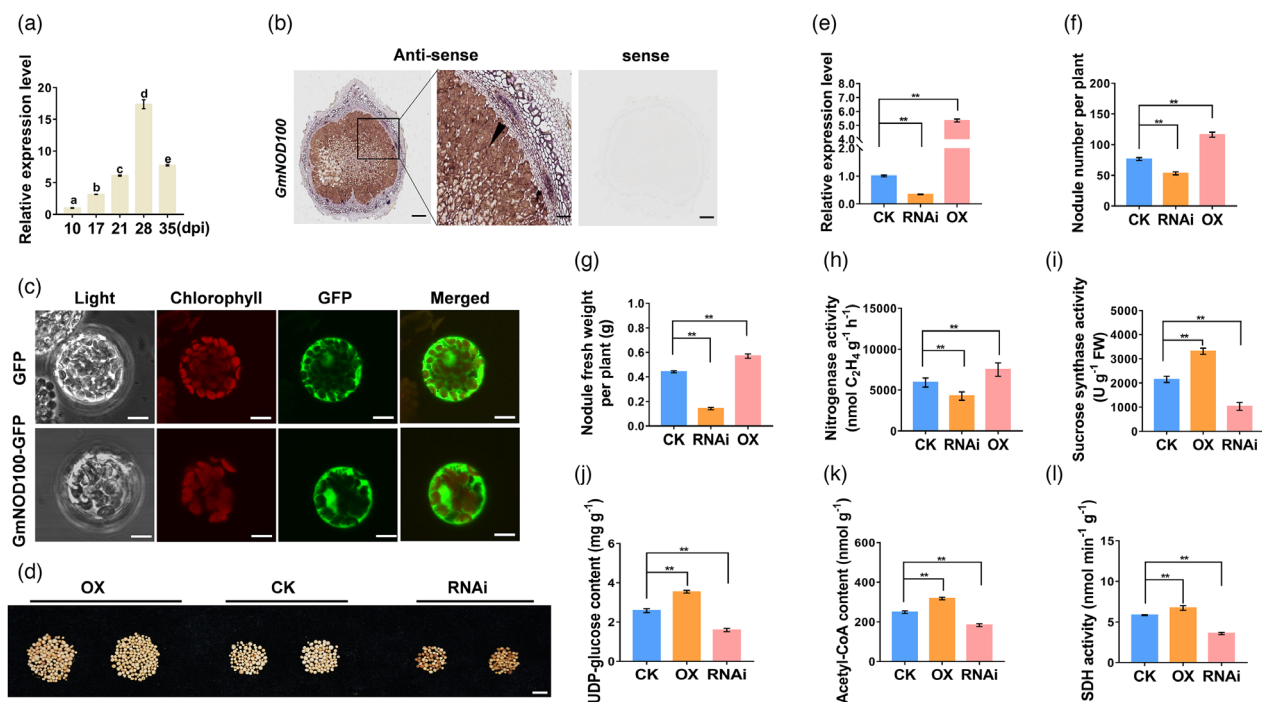 (a)
Relative expression level
20
15
10
5
0
a
b
c
d
e
10 17 21 28 35(dpi)
(b)
Anti-sense
sense
GmNOD100
(c)
Light
Chlorophyll
GFP
Merged
GFP
GmNOD100-GFP
(d)
OX
CK
RNAi
(e)
Relative expression level
8.0
7.0
6.0
5.0
2.0
1.0
0.0
**
**
CK RNAi OX
(f)
Nodule number per plant
200
150
100
50
0
**
**
CK RNAi OX
(g)
Nodule fresh weight
per plant (g)
1.0
0.8
0.6
0.4
0.2
0.0
**
**
CK RNAi OX
(h)
Nitrogenase activity
(nmol C₂H₄ g⁻¹ h⁻¹)
15000
10000
7500
5000
0
**
**
CK RNAi OX
(i)
Sucrose synthase activity
(U g⁻¹ FW)
5000
4000
3000
2000
1000
0
**
**
CK OX RNAi
(j)
UDP-glucose content (mg g⁻¹)
6
4
2
0
**
**
CK OX RNAi
(k)
Acetyl-CoA content (nmol g⁻¹)
600
400
200
0
**
**
CK OX RNAi
(l)
SDH activity (nmol min⁻¹ g⁻¹)
15
10
5
0
**
**
CK OX RNAi